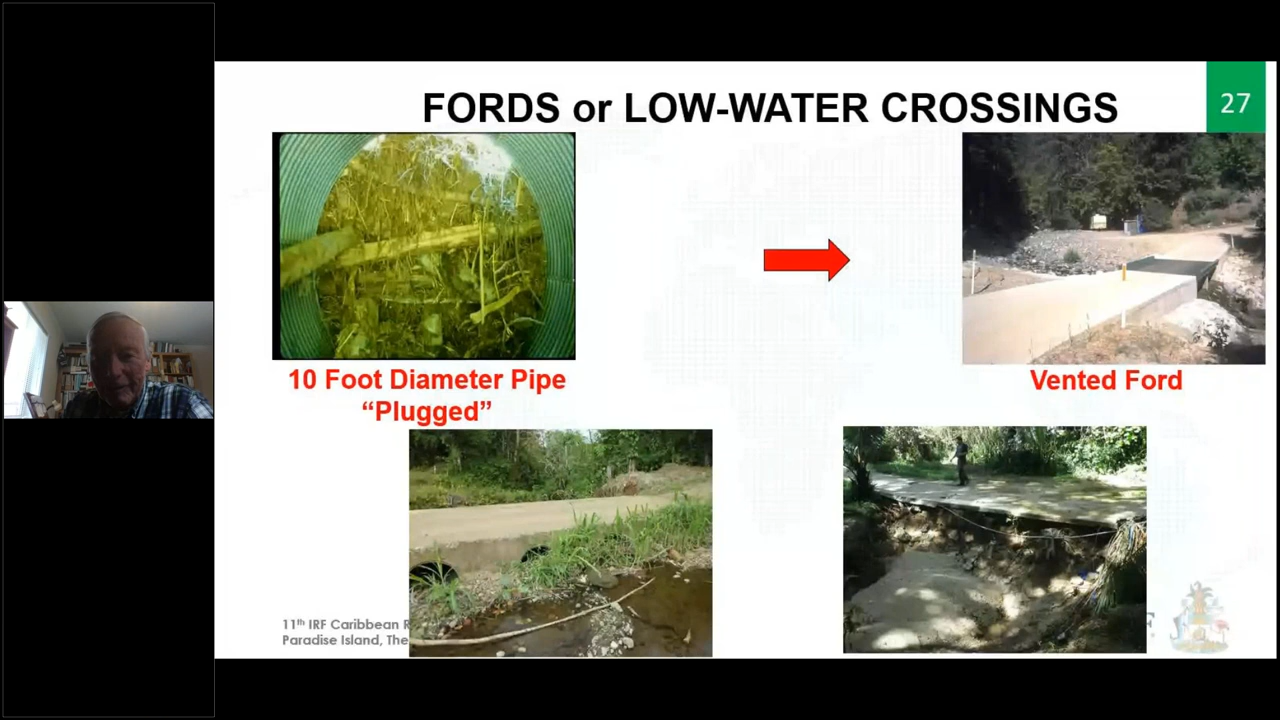 FORDS or LOW-WATER CROSSINGS
27
10 Foot Diameter Pipe
“Plugged”
Vented Ford
11th IRF Caribbean
Paradise Island, The